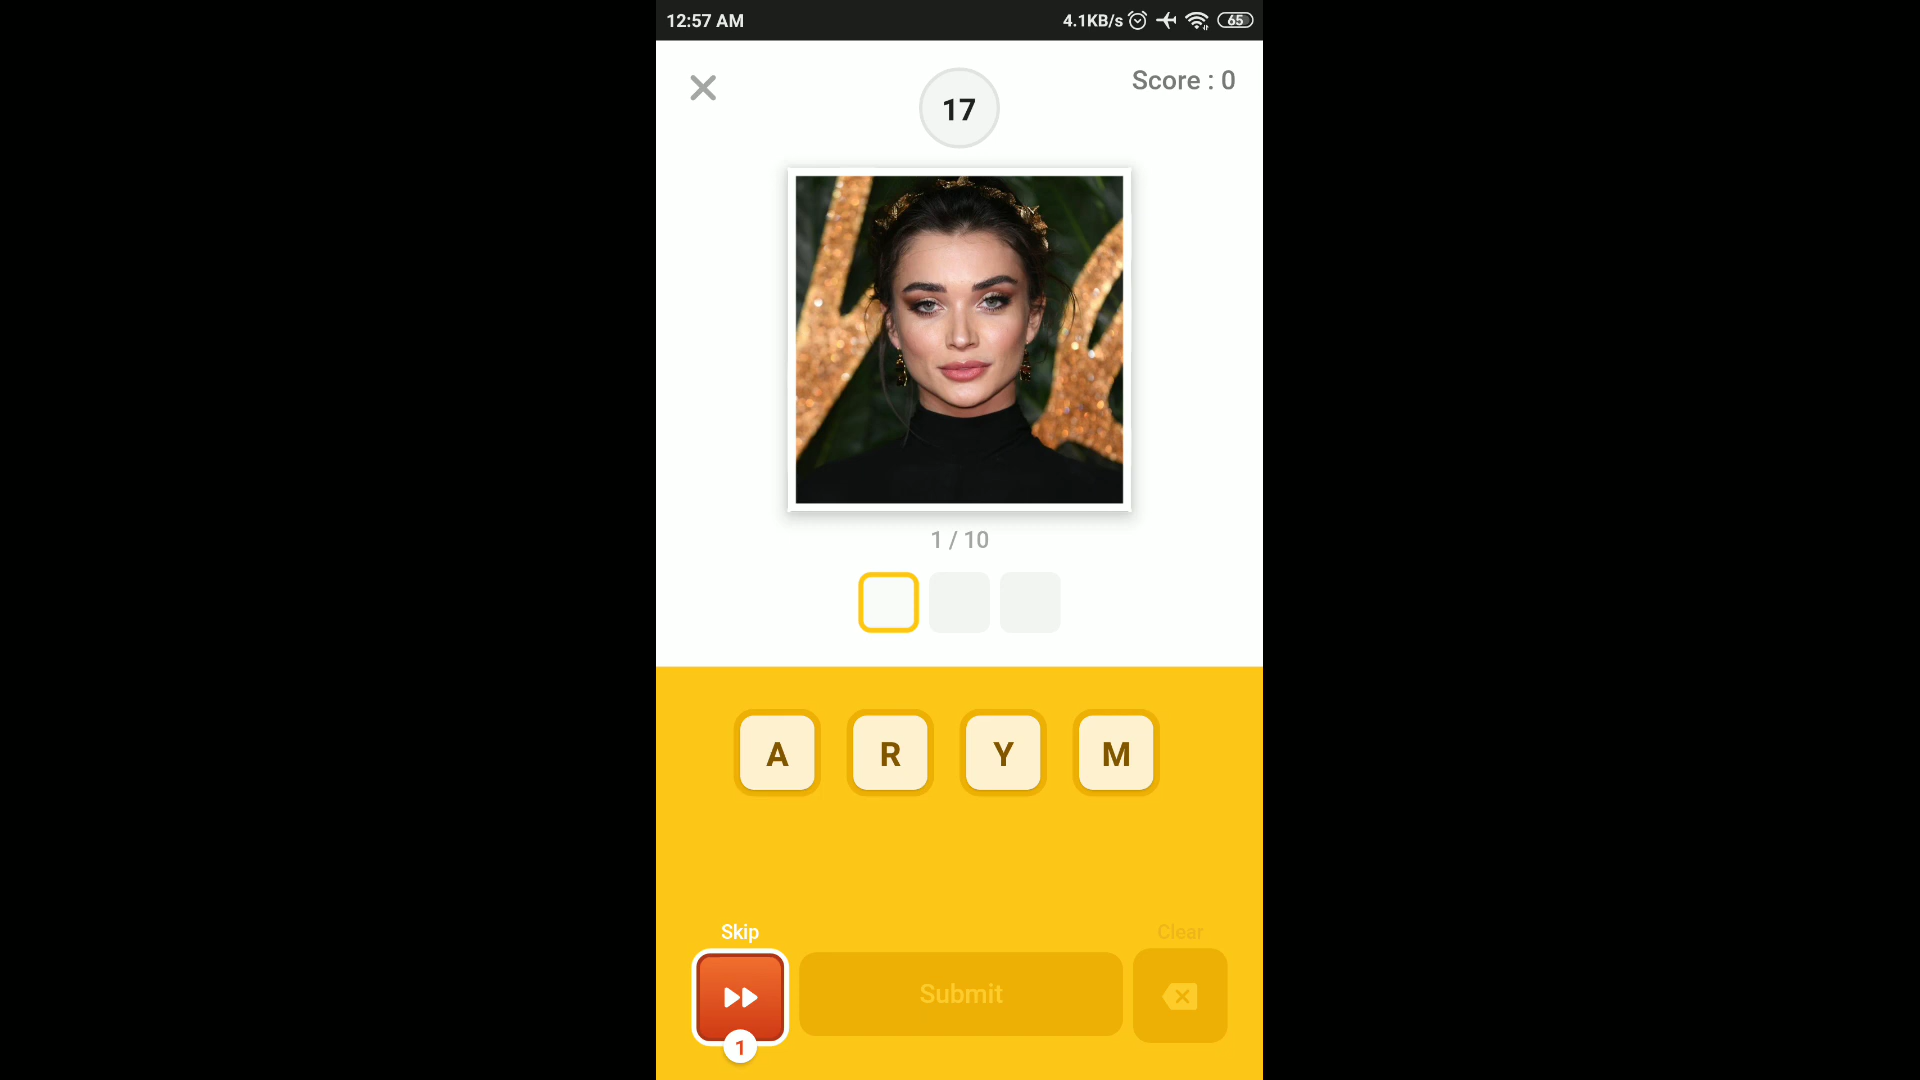 12:57 AM 4.1KB/s 65
Score : 0
17
1 / 10
A R Y M
Skip Clear
Submit
1